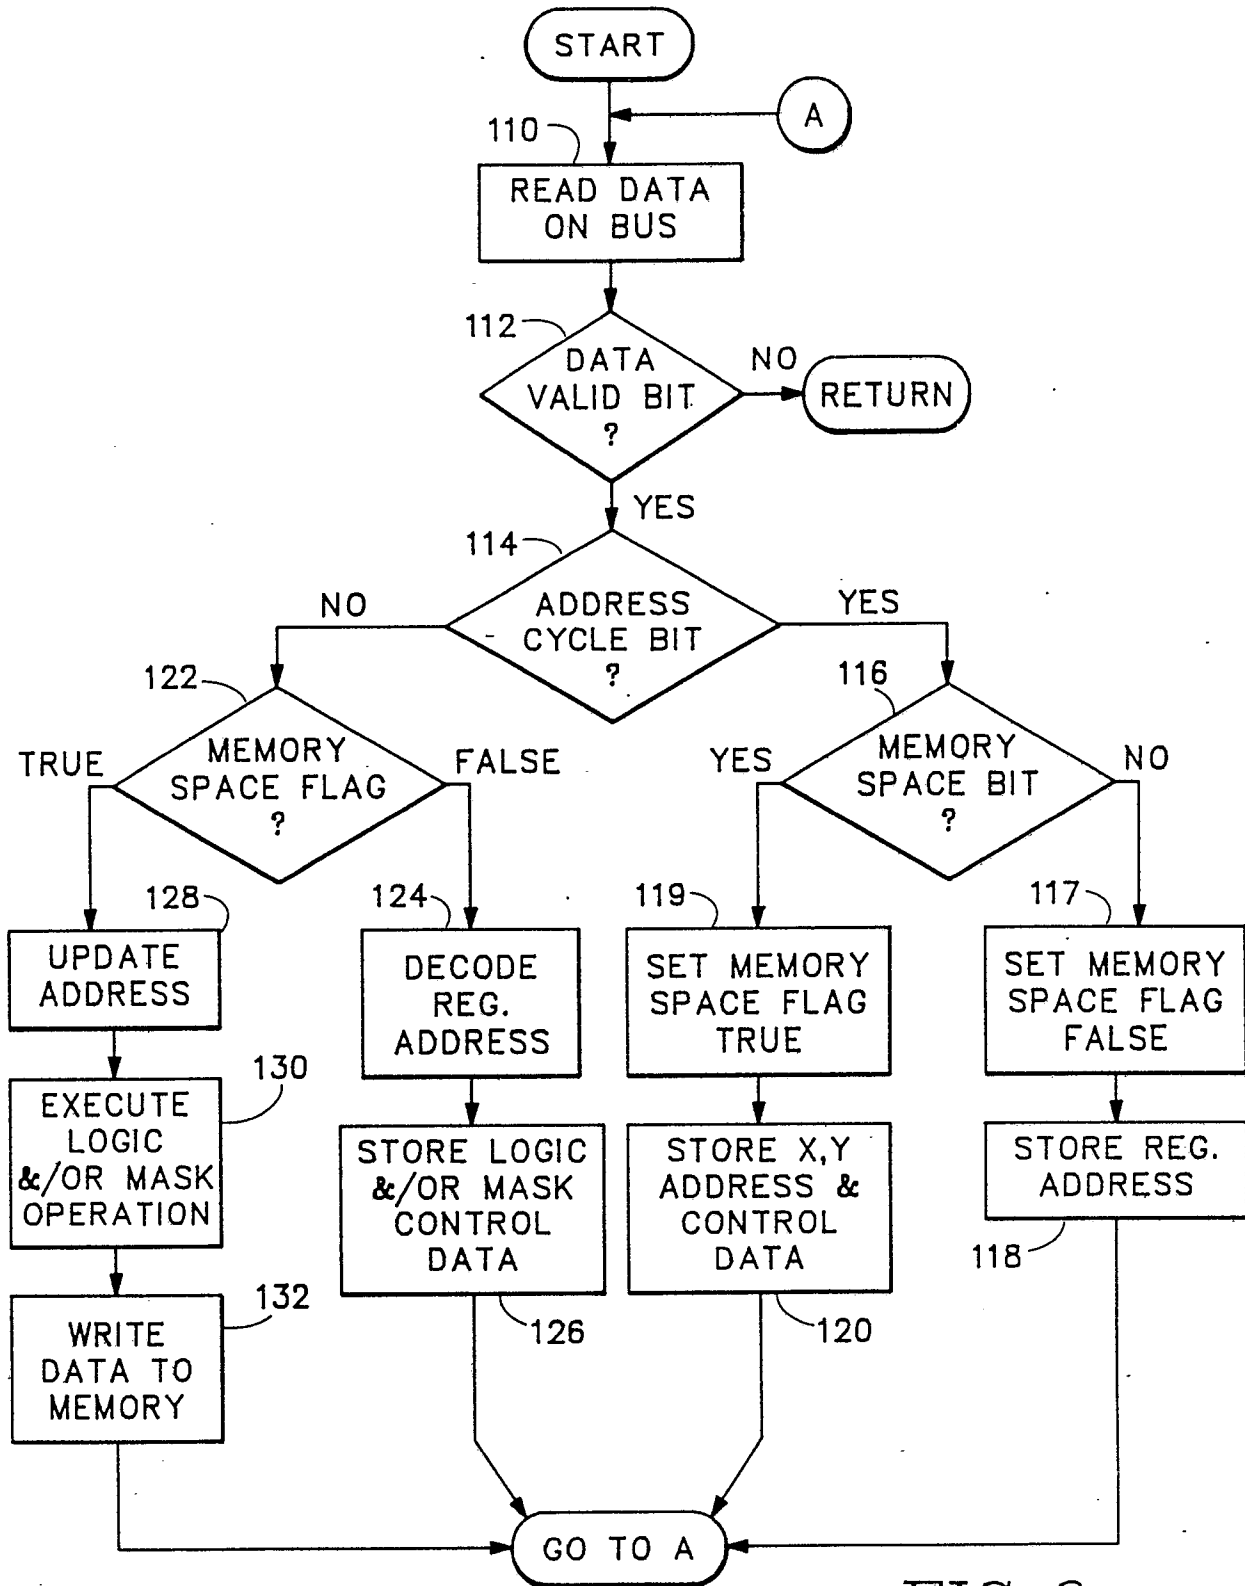 START
A
110
READ DATA
ON BUS
112
DATA
VALID BIT
?
NO
RETURN
YES
114
ADDRESS
CYCLE BIT
?
NO
YES
122
MEMORY
SPACE FLAG
?
TRUE
FALSE
116
MEMORY
SPACE BIT
?
YES
NO
128
UPDATE
ADDRESS
124
DECODE
REG.
ADDRESS
119
SET MEMORY
SPACE FLAG
TRUE
117
SET MEMORY
SPACE FLAG
FALSE
130
EXECUTE
LOGIC
&/OR MASK
OPERATION
STORE LOGIC
&/OR MASK
CONTROL
DATA
126
STORE X,Y
ADDRESS &
CONTROL
DATA
120
STORE REG.
ADDRESS
118
132
WRITE
DATA TO
MEMORY
GO TO A